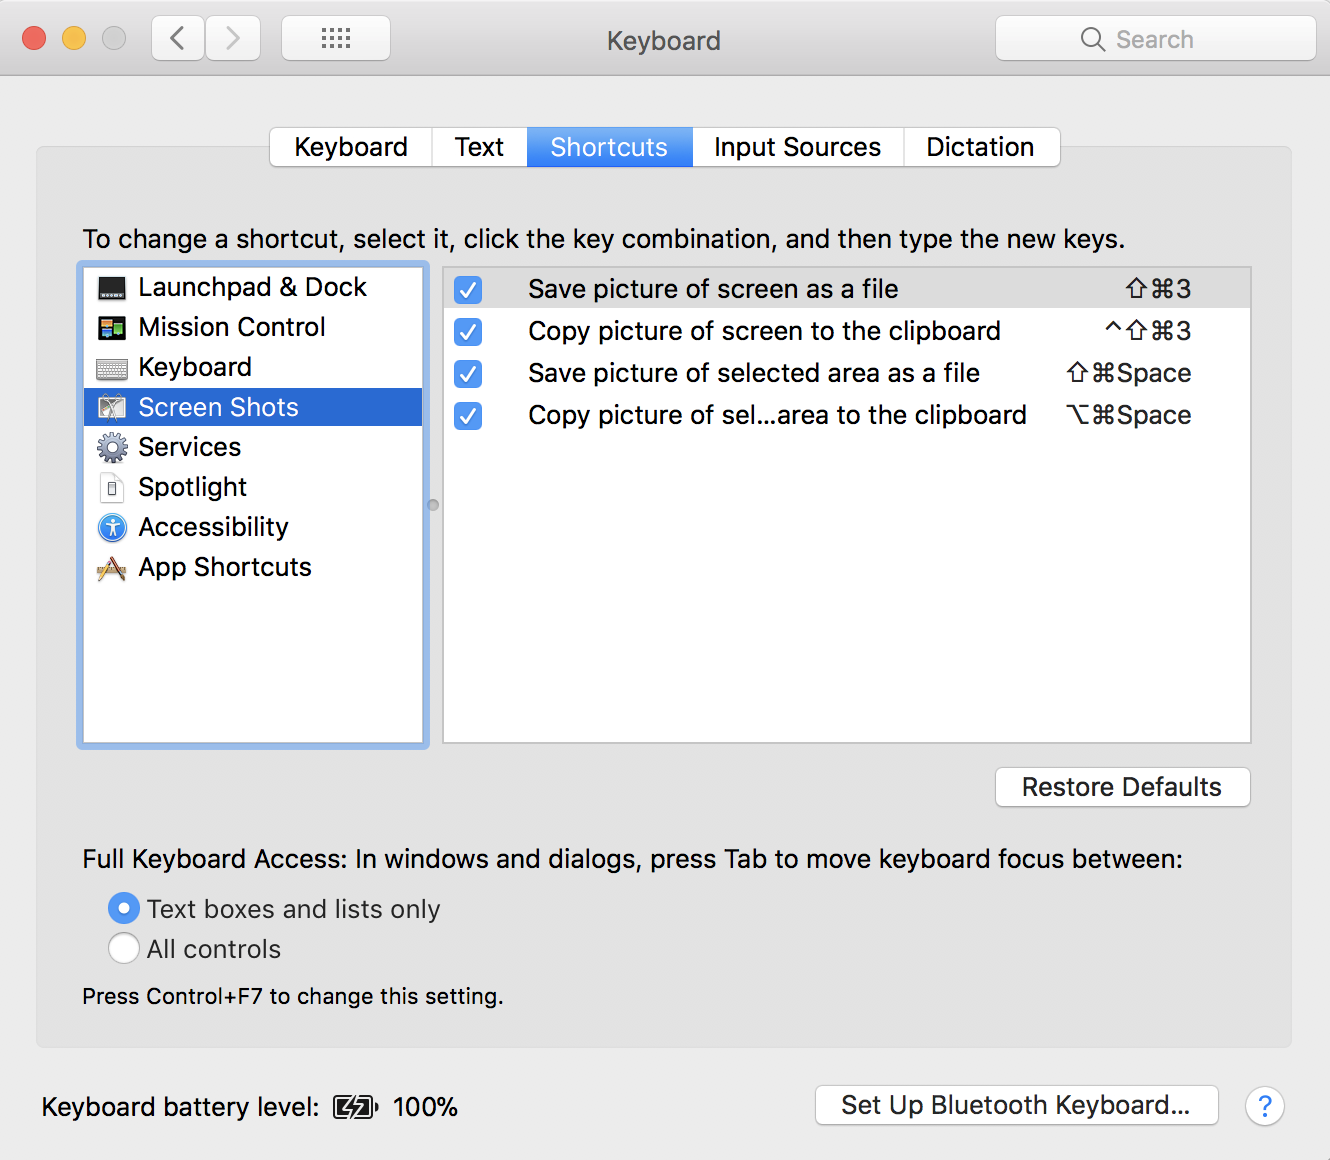 Keyboard
Search
Keyboard
Text
Shortcuts
Input Sources
Dictation
To change a shortcut, select it, click the key combination, and then type the new keys.
Launchpad & Dock
Mission Control
Keyboard
Screen Shots
Services
Spotlight
Accessibility
App Shortcuts
Save picture of screen as a file ⇧⌘3
Copy picture of screen to the clipboard ^⇧⌘3
Save picture of selected area as a file ⇧⌘Space
Copy picture of sel...area to the clipboard ⌥⌘Space
Restore Defaults
Full Keyboard Access: In windows and dialogs, press Tab to move keyboard focus between:
Text boxes and lists only
All controls
Press Control+F7 to change this setting.
Keyboard battery level: 100%
Set Up Bluetooth Keyboard...
?